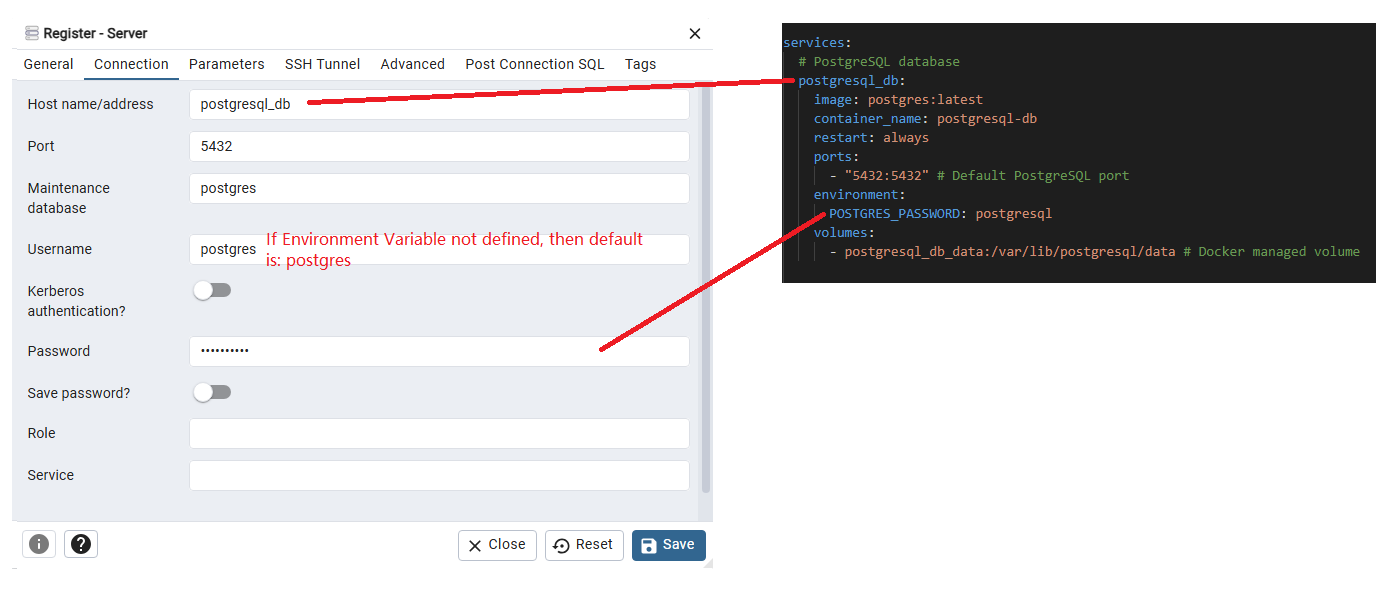 Register - Server
General Connection Parameters SSH Tunnel Advanced Post Connection SQL Tags
Host name/address postgresql_db
Port 5432
Maintenance
database
postgres
Username postgres
If Environment Variable not defined, then default
is: postgres
Kerberos
authentication?
Password ••••••••••
Save password?
Role
Service
Close Reset Save
services:
# PostgreSQL database
postgresql_db:
image: postgres:latest
container_name: postgresql-db
restart: always
ports:
- "5432:5432" # Default PostgreSQL port
environment:
POSTGRES_PASSWORD: postgresql
volumes:
- postgresql_db_data:/var/lib/postgresql/data # Docker managed volume